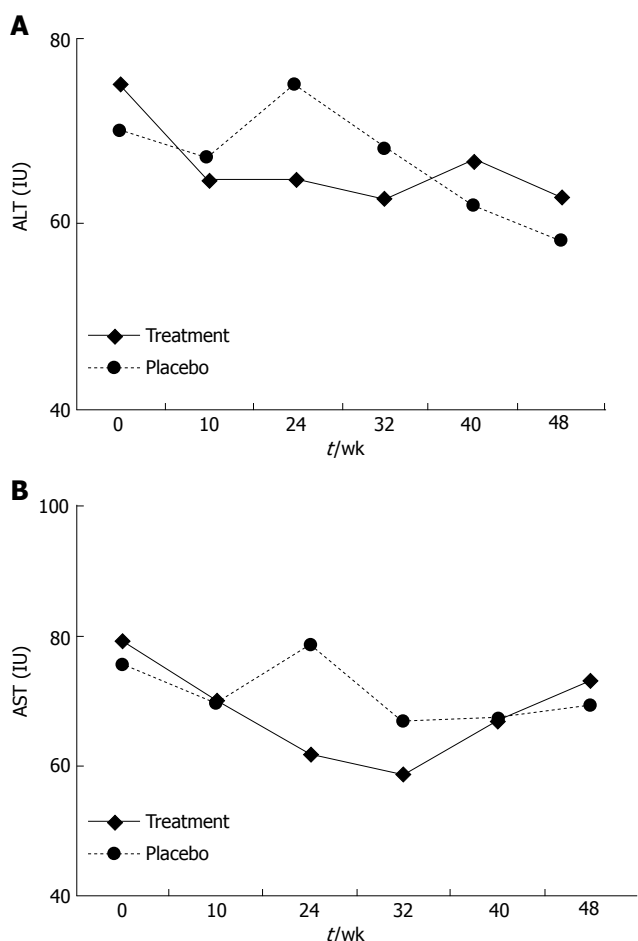 A
80
60
40
ALT (IU)
Treatment
Placebo
0 10 24 32 40 48
t/wk
B
100
80
60
40
AST (IU)
Treatment
Placebo
0 10 24 32 40 48
t/wk